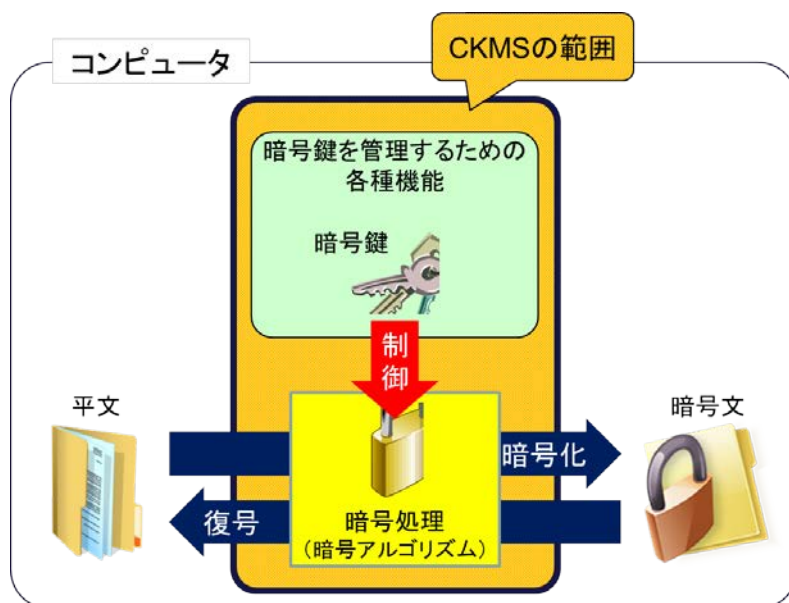 コンピュータ
CKMSの範囲
暗号鍵を管理するための
各種機能
暗号鍵
制
御
平文
暗号文
暗号化
復号
暗号処理
（暗号アルゴリズム）